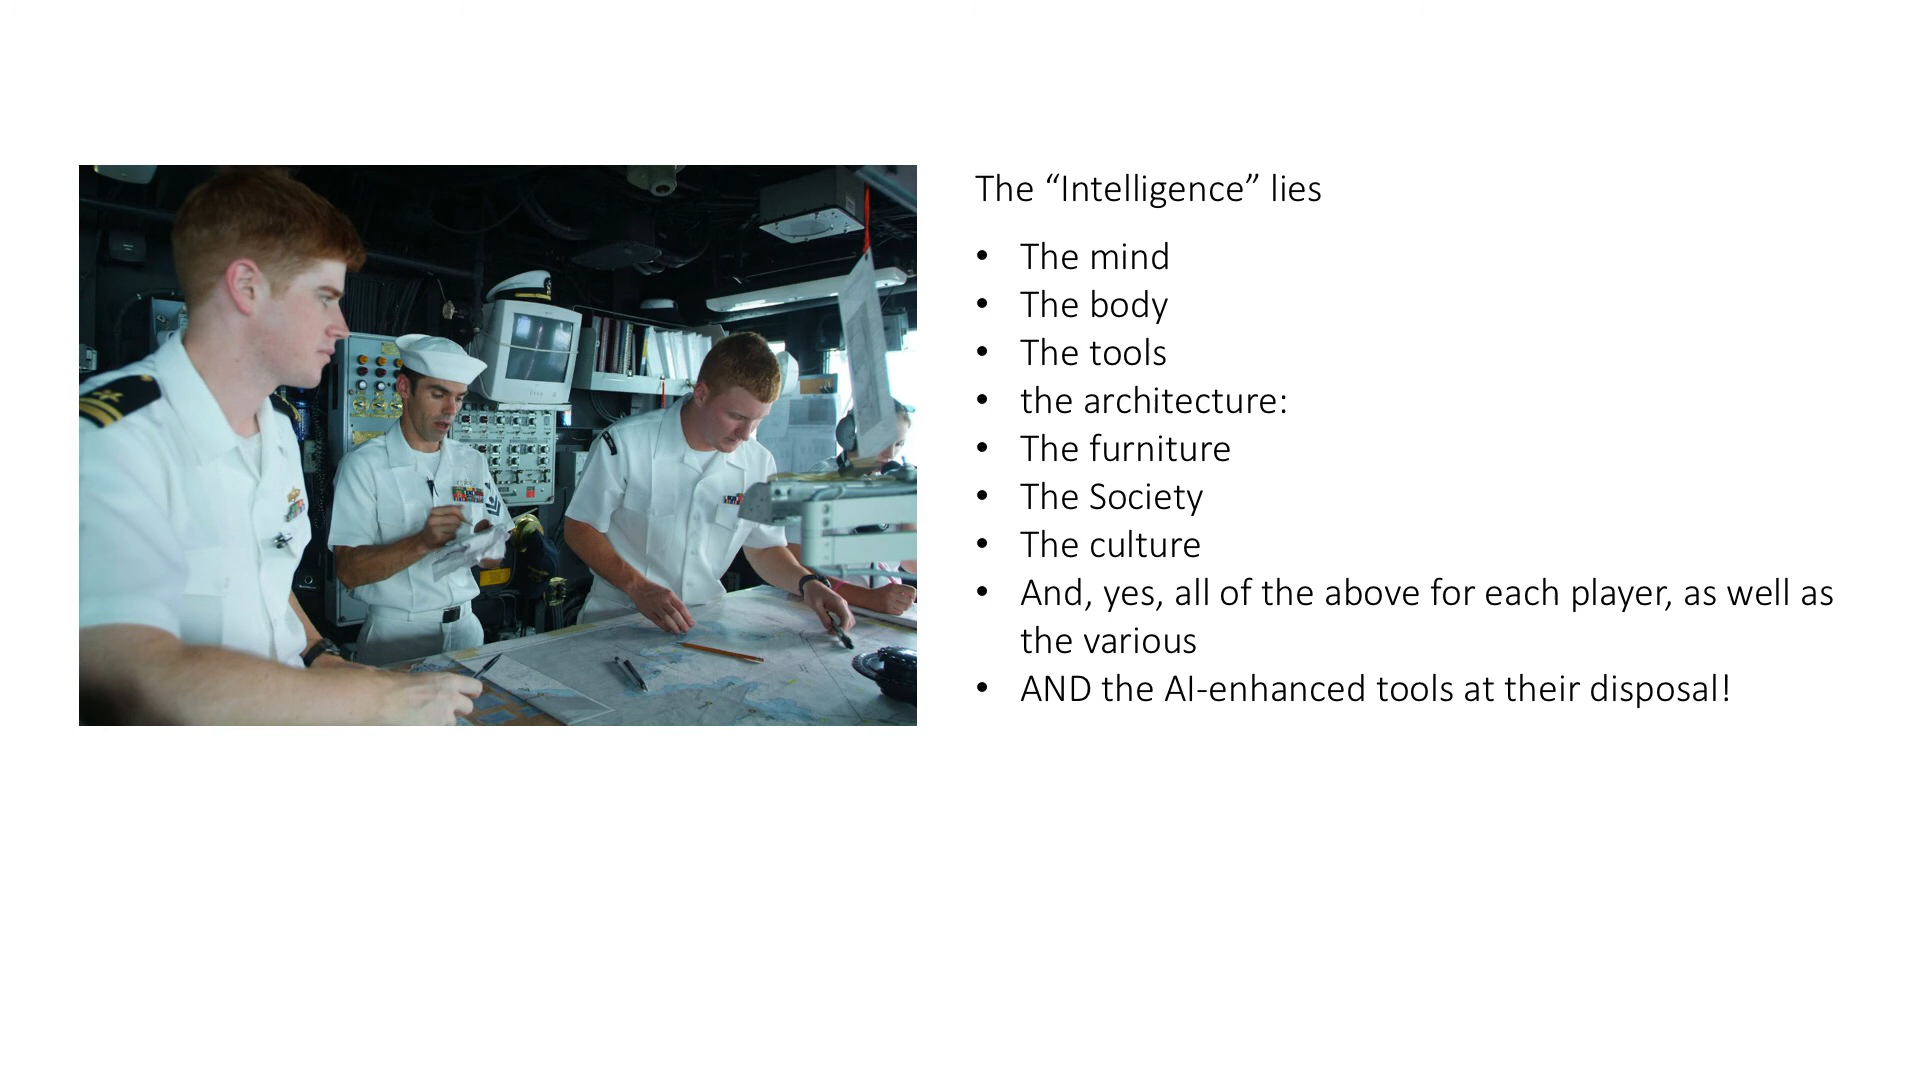 The “Intelligence” lies
• The mind
• The body
• The tools
• the architecture:
• The furniture
• The Society
• The culture
• And, yes, all of the above for each player, as well as
the various
• AND the AI-enhanced tools at their disposal!